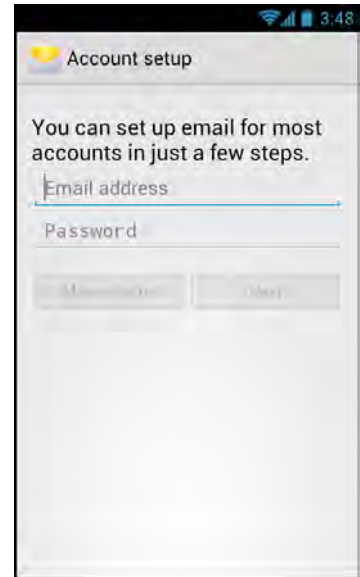 3:48
Account setup
You can set up email for most
accounts in just a few steps.
Email address
Password